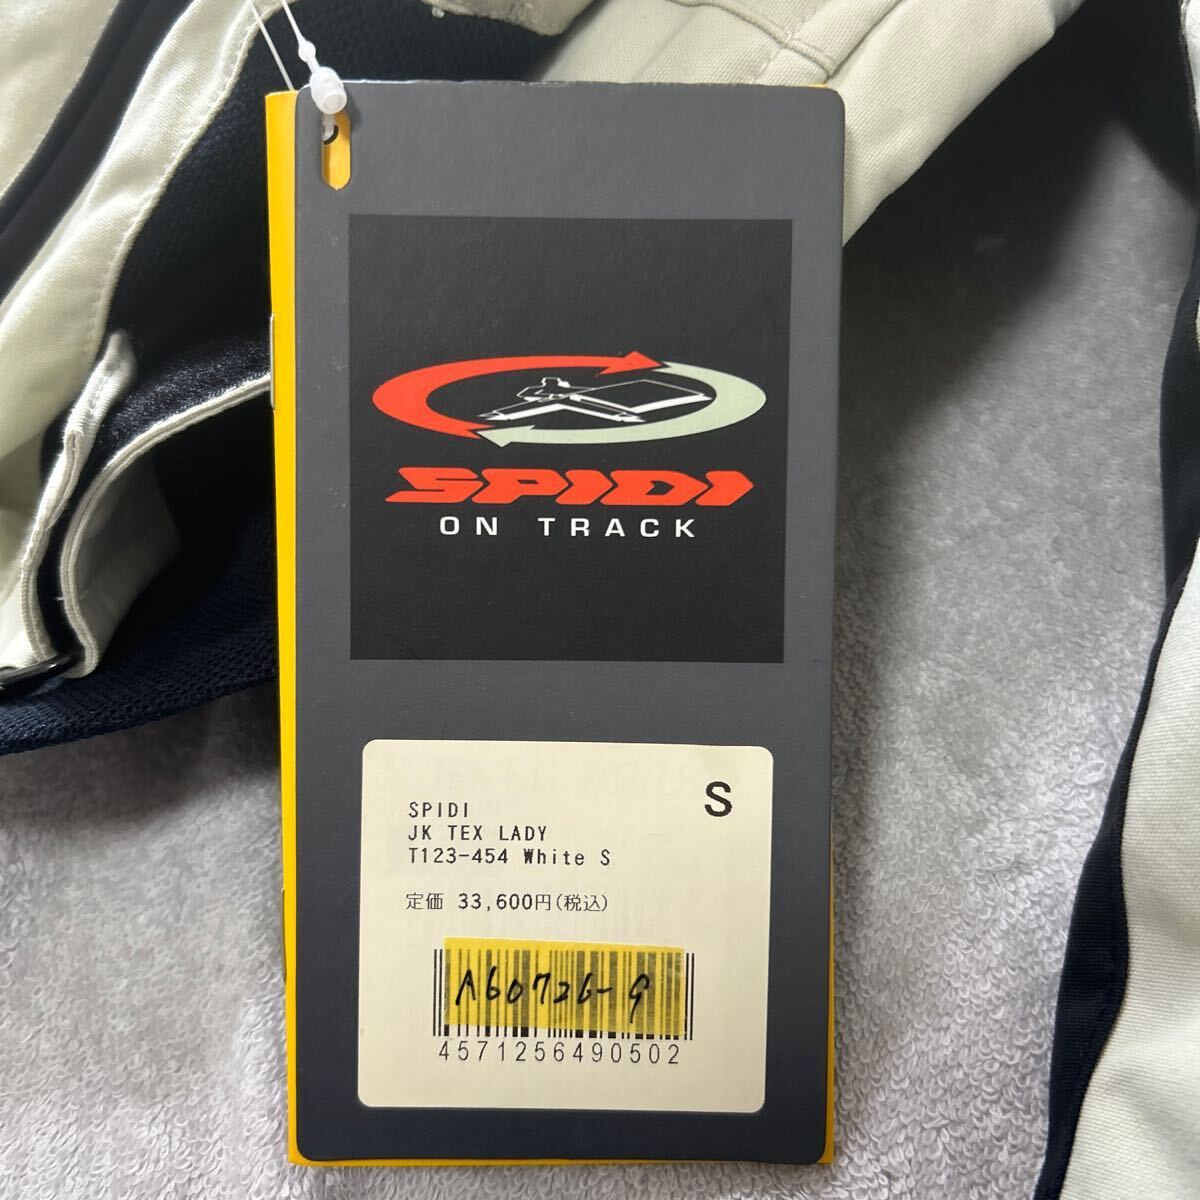 SPIDI
ON TRACK
S
SPIDI
JK TEX LADY
T123-454 White S
定価 33,600円(税込)
A60726-9
4571256490502